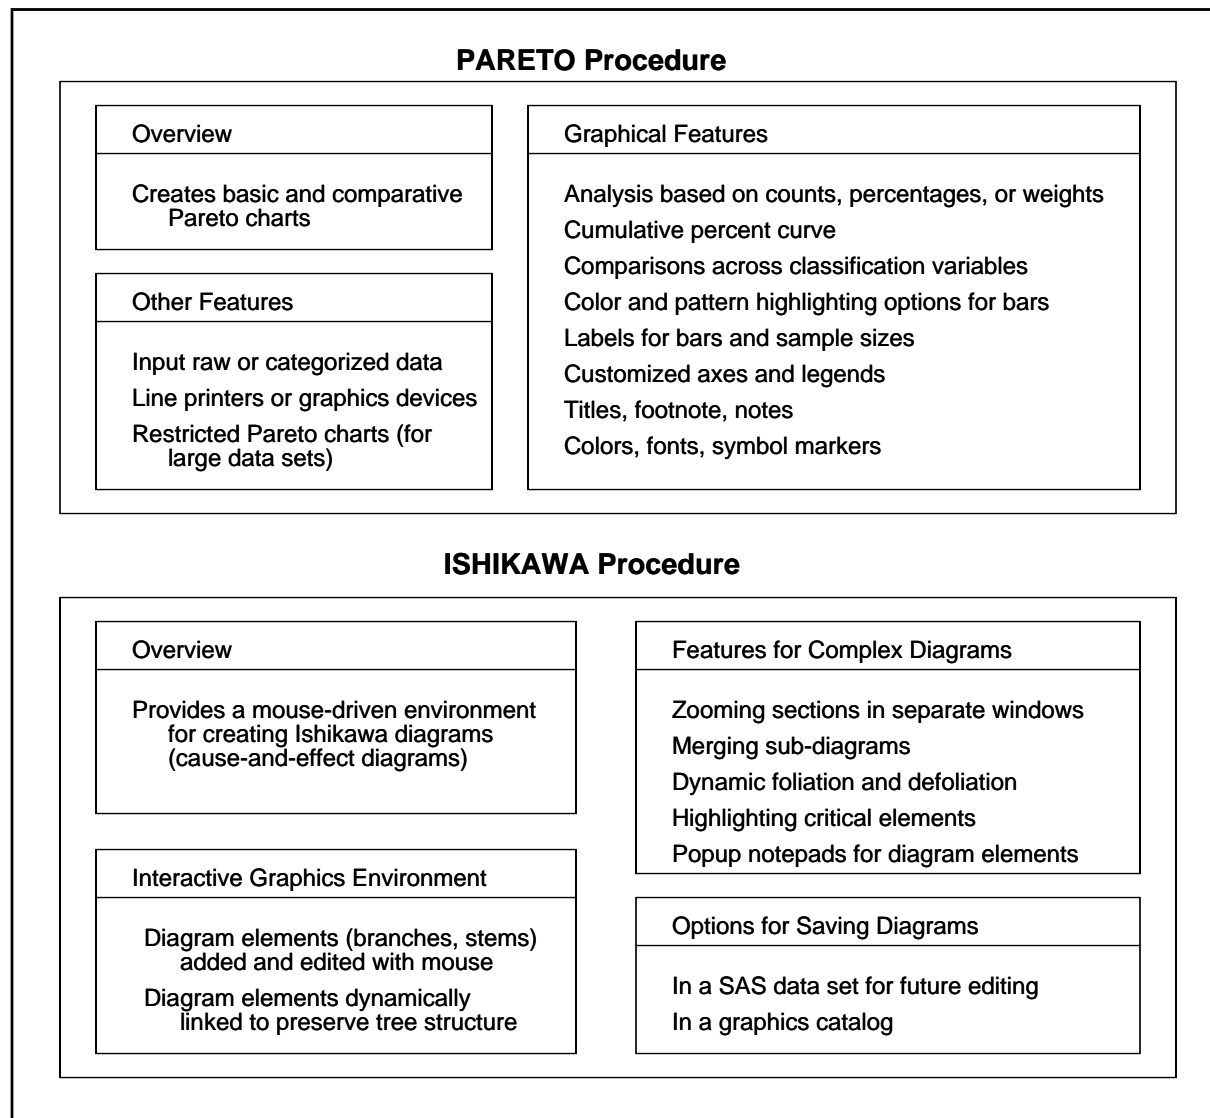 PARETO Procedure
Overview
Creates basic and comparative
Pareto charts
Other Features
Input raw or categorized data
Line printers or graphics devices
Restricted Pareto charts (for
large data sets)
Graphical Features
Analysis based on counts, percentages, or weights
Cumulative percent curve
Comparisons across classification variables
Color and pattern highlighting options for bars
Labels for bars and sample sizes
Customized axes and legends
Titles, footnote, notes
Colors, fonts, symbol markers
ISHIKAWA Procedure
Overview
Provides a mouse-driven environment
for creating Ishikawa diagrams
(cause-and-effect diagrams)
Interactive Graphics Environment
Diagram elements (branches, stems)
added and edited with mouse
Diagram elements dynamically
linked to preserve tree structure
Features for Complex Diagrams
Zooming sections in separate windows
Merging sub-diagrams
Dynamic foliation and defoliation
Highlighting critical elements
Popup notepads for diagram elements
Options for Saving Diagrams
In a SAS data set for future editing
In a graphics catalog